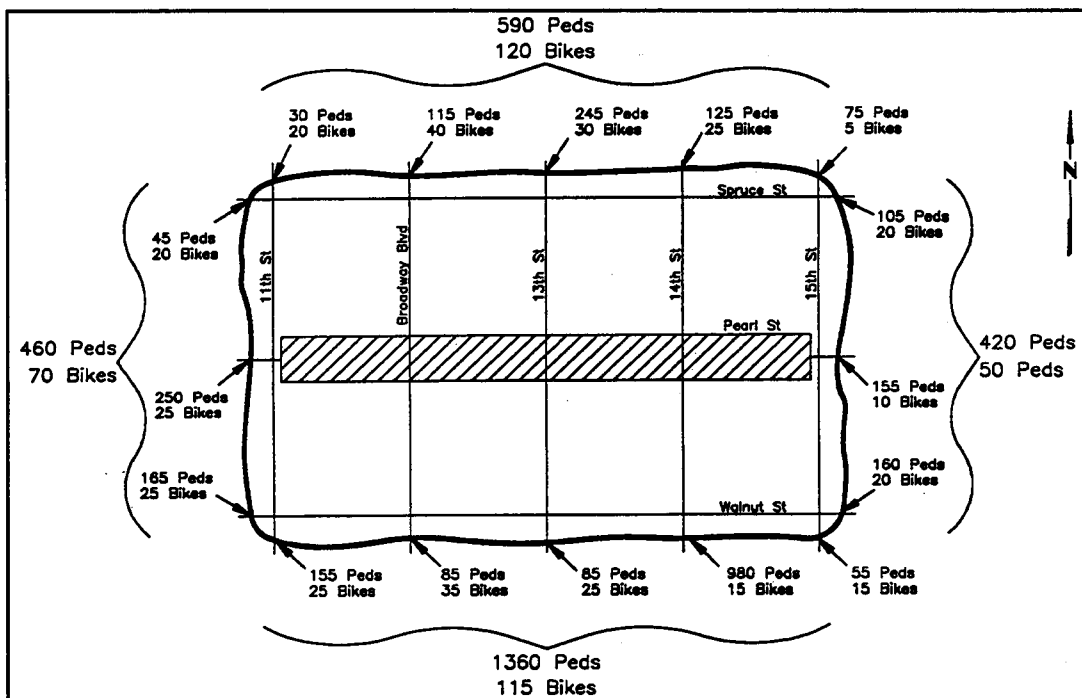 590 Peds
120 Bikes
30 Peds
20 Bikes
115 Peds
40 Bikes
245 Peds
30 Bikes
125 Peds
25 Bikes
75 Peds
5 Bikes
N
Spruce St
45 Peds
20 Bikes
105 Peds
20 Bikes
11th St
Broadway Blvd
13th St
14th St
15th St
Pearl St
460 Peds
70 Bikes
420 Peds
50 Peds
250 Peds
25 Bikes
155 Peds
10 Bikes
165 Peds
25 Bikes
160 Peds
20 Bikes
Walnut St
155 Peds
25 Bikes
85 Peds
35 Bikes
85 Peds
25 Bikes
980 Peds
15 Bikes
55 Peds
15 Bikes
1360 Peds
115 Bikes